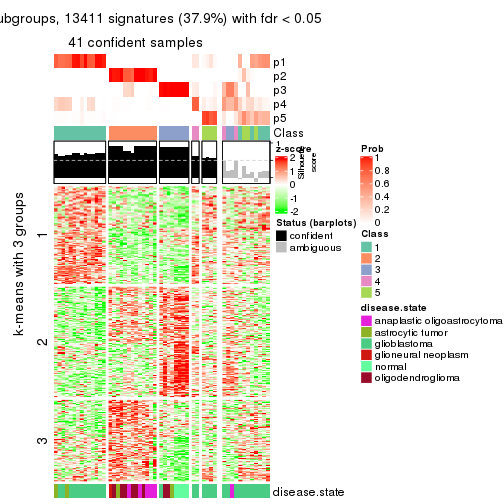 ubgroups, 13411 signatures (37.9%) with fdr < 0.05
41 confident samples
p1
p2
p3
p4
p5
Class
z-score
2
1
0
-1
-2
1
Silhouette
score
Prob
1
0.8
0.6
0.4
0.2
0
Status (barplots)
confident
ambiguous
Class
1
2
3
4
5
disease.state
anaplastic oligoastrocytoma
astrocytic tumor
glioblastoma
glioneural neoplasm
normal
oligodendroglioma
k-means with 3 groups
1
2
3
disease.state